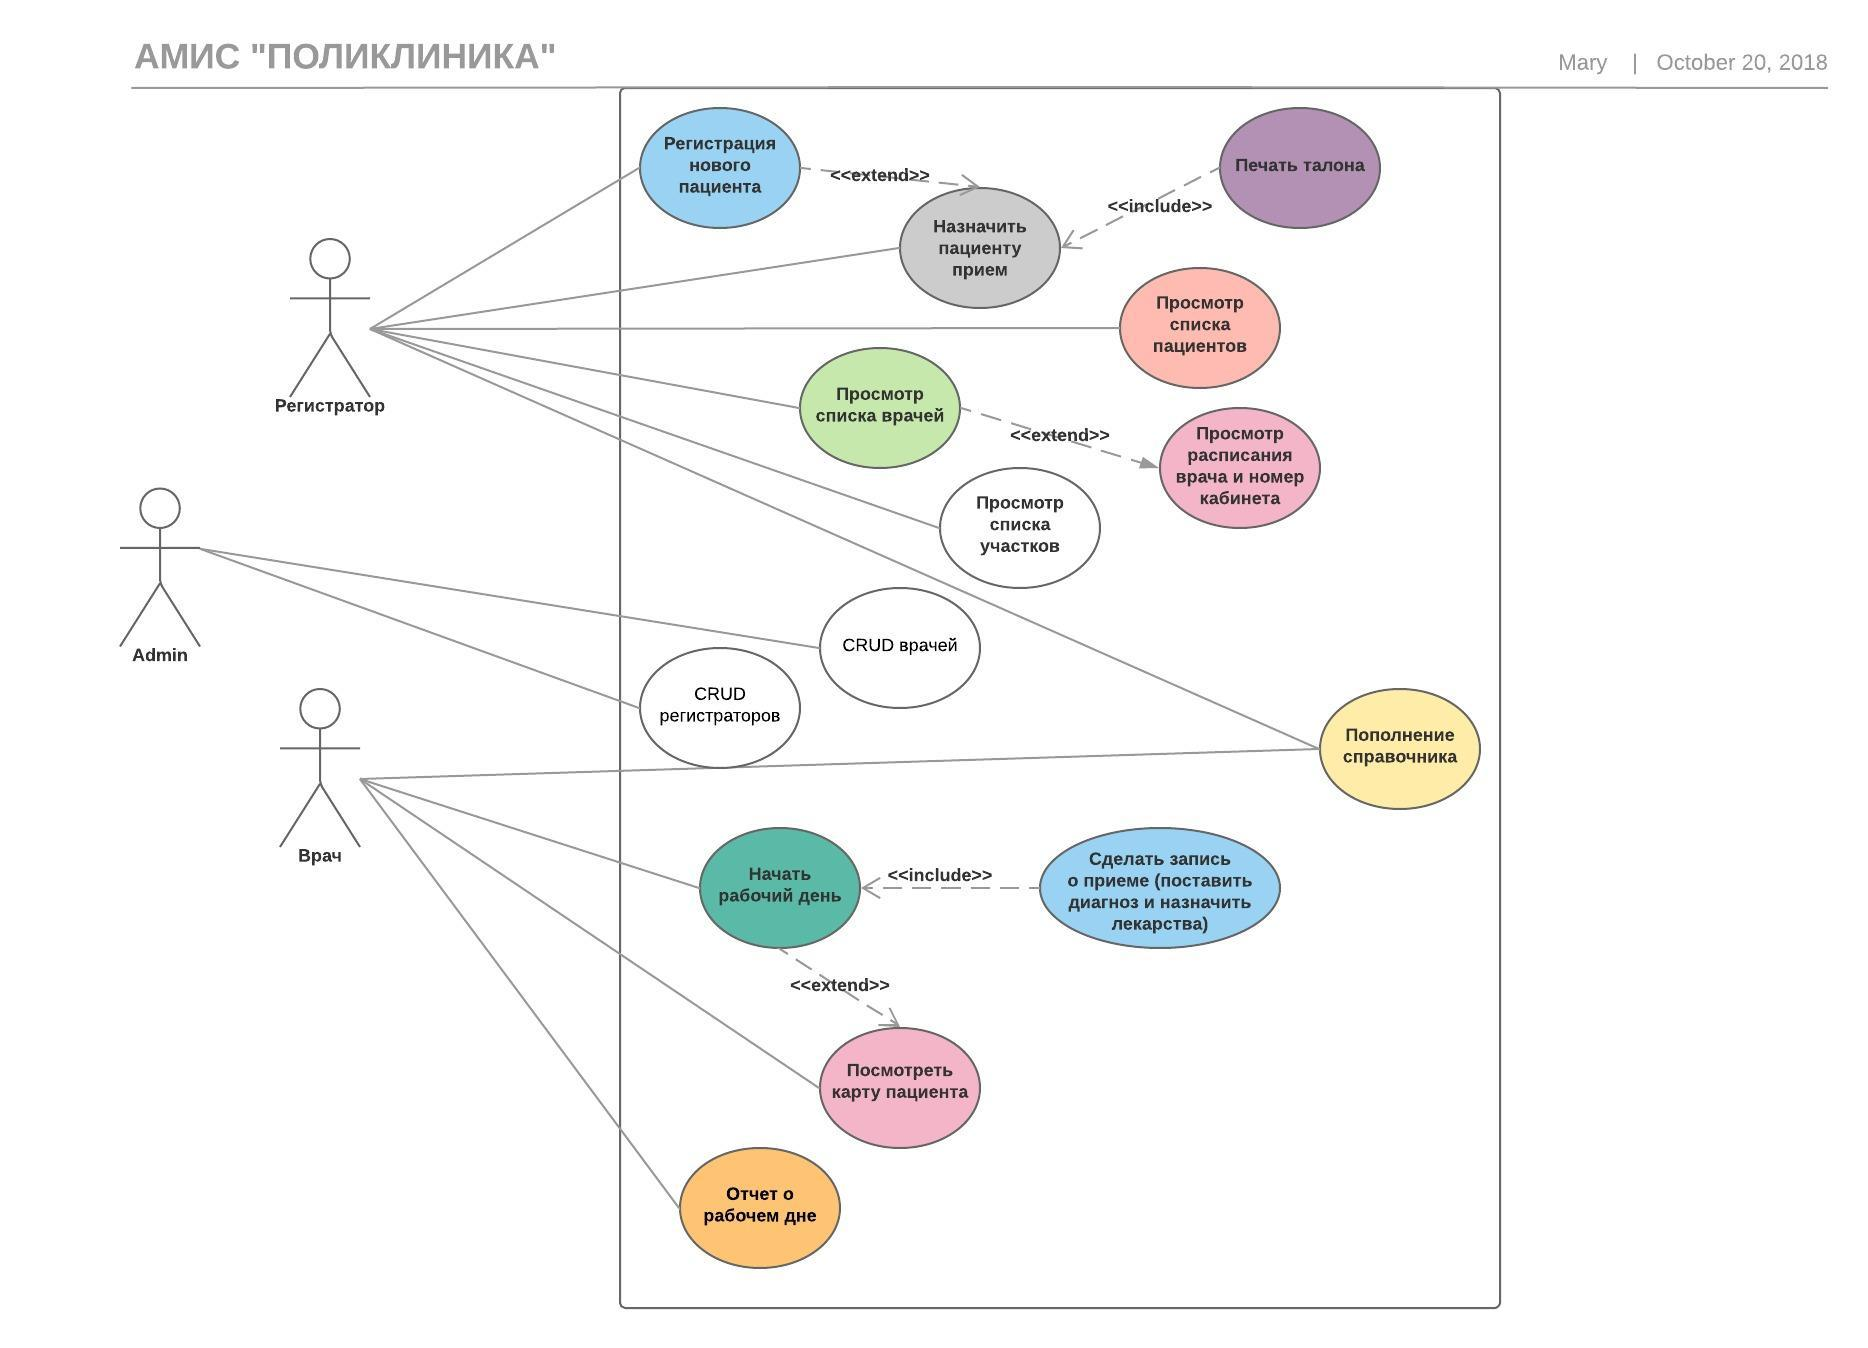 АМИС "ПОЛИКЛИНИКА"
Mary | October 20, 2018
Регистрация
нового
пациента
<<extend>>
Печать талона
<<include>>
Назначить
пациенту
прием
Просмотр
списка
пациентов
Регистратор
Просмотр
списка врачей
<<extend>>
Просмотр
расписания
врача и номер
кабинета
Просмотр
списка
участков
Admin
CRUD врачей
CRUD
регистраторов
Пополнение
справочника
Врач
Начать
рабочий день
<<include>>
Сделать запись
о приеме (поставить
диагноз и назначить
лекарства)
<<extend>>
Посмотреть
карту пациента
Отчет о
рабочем дне